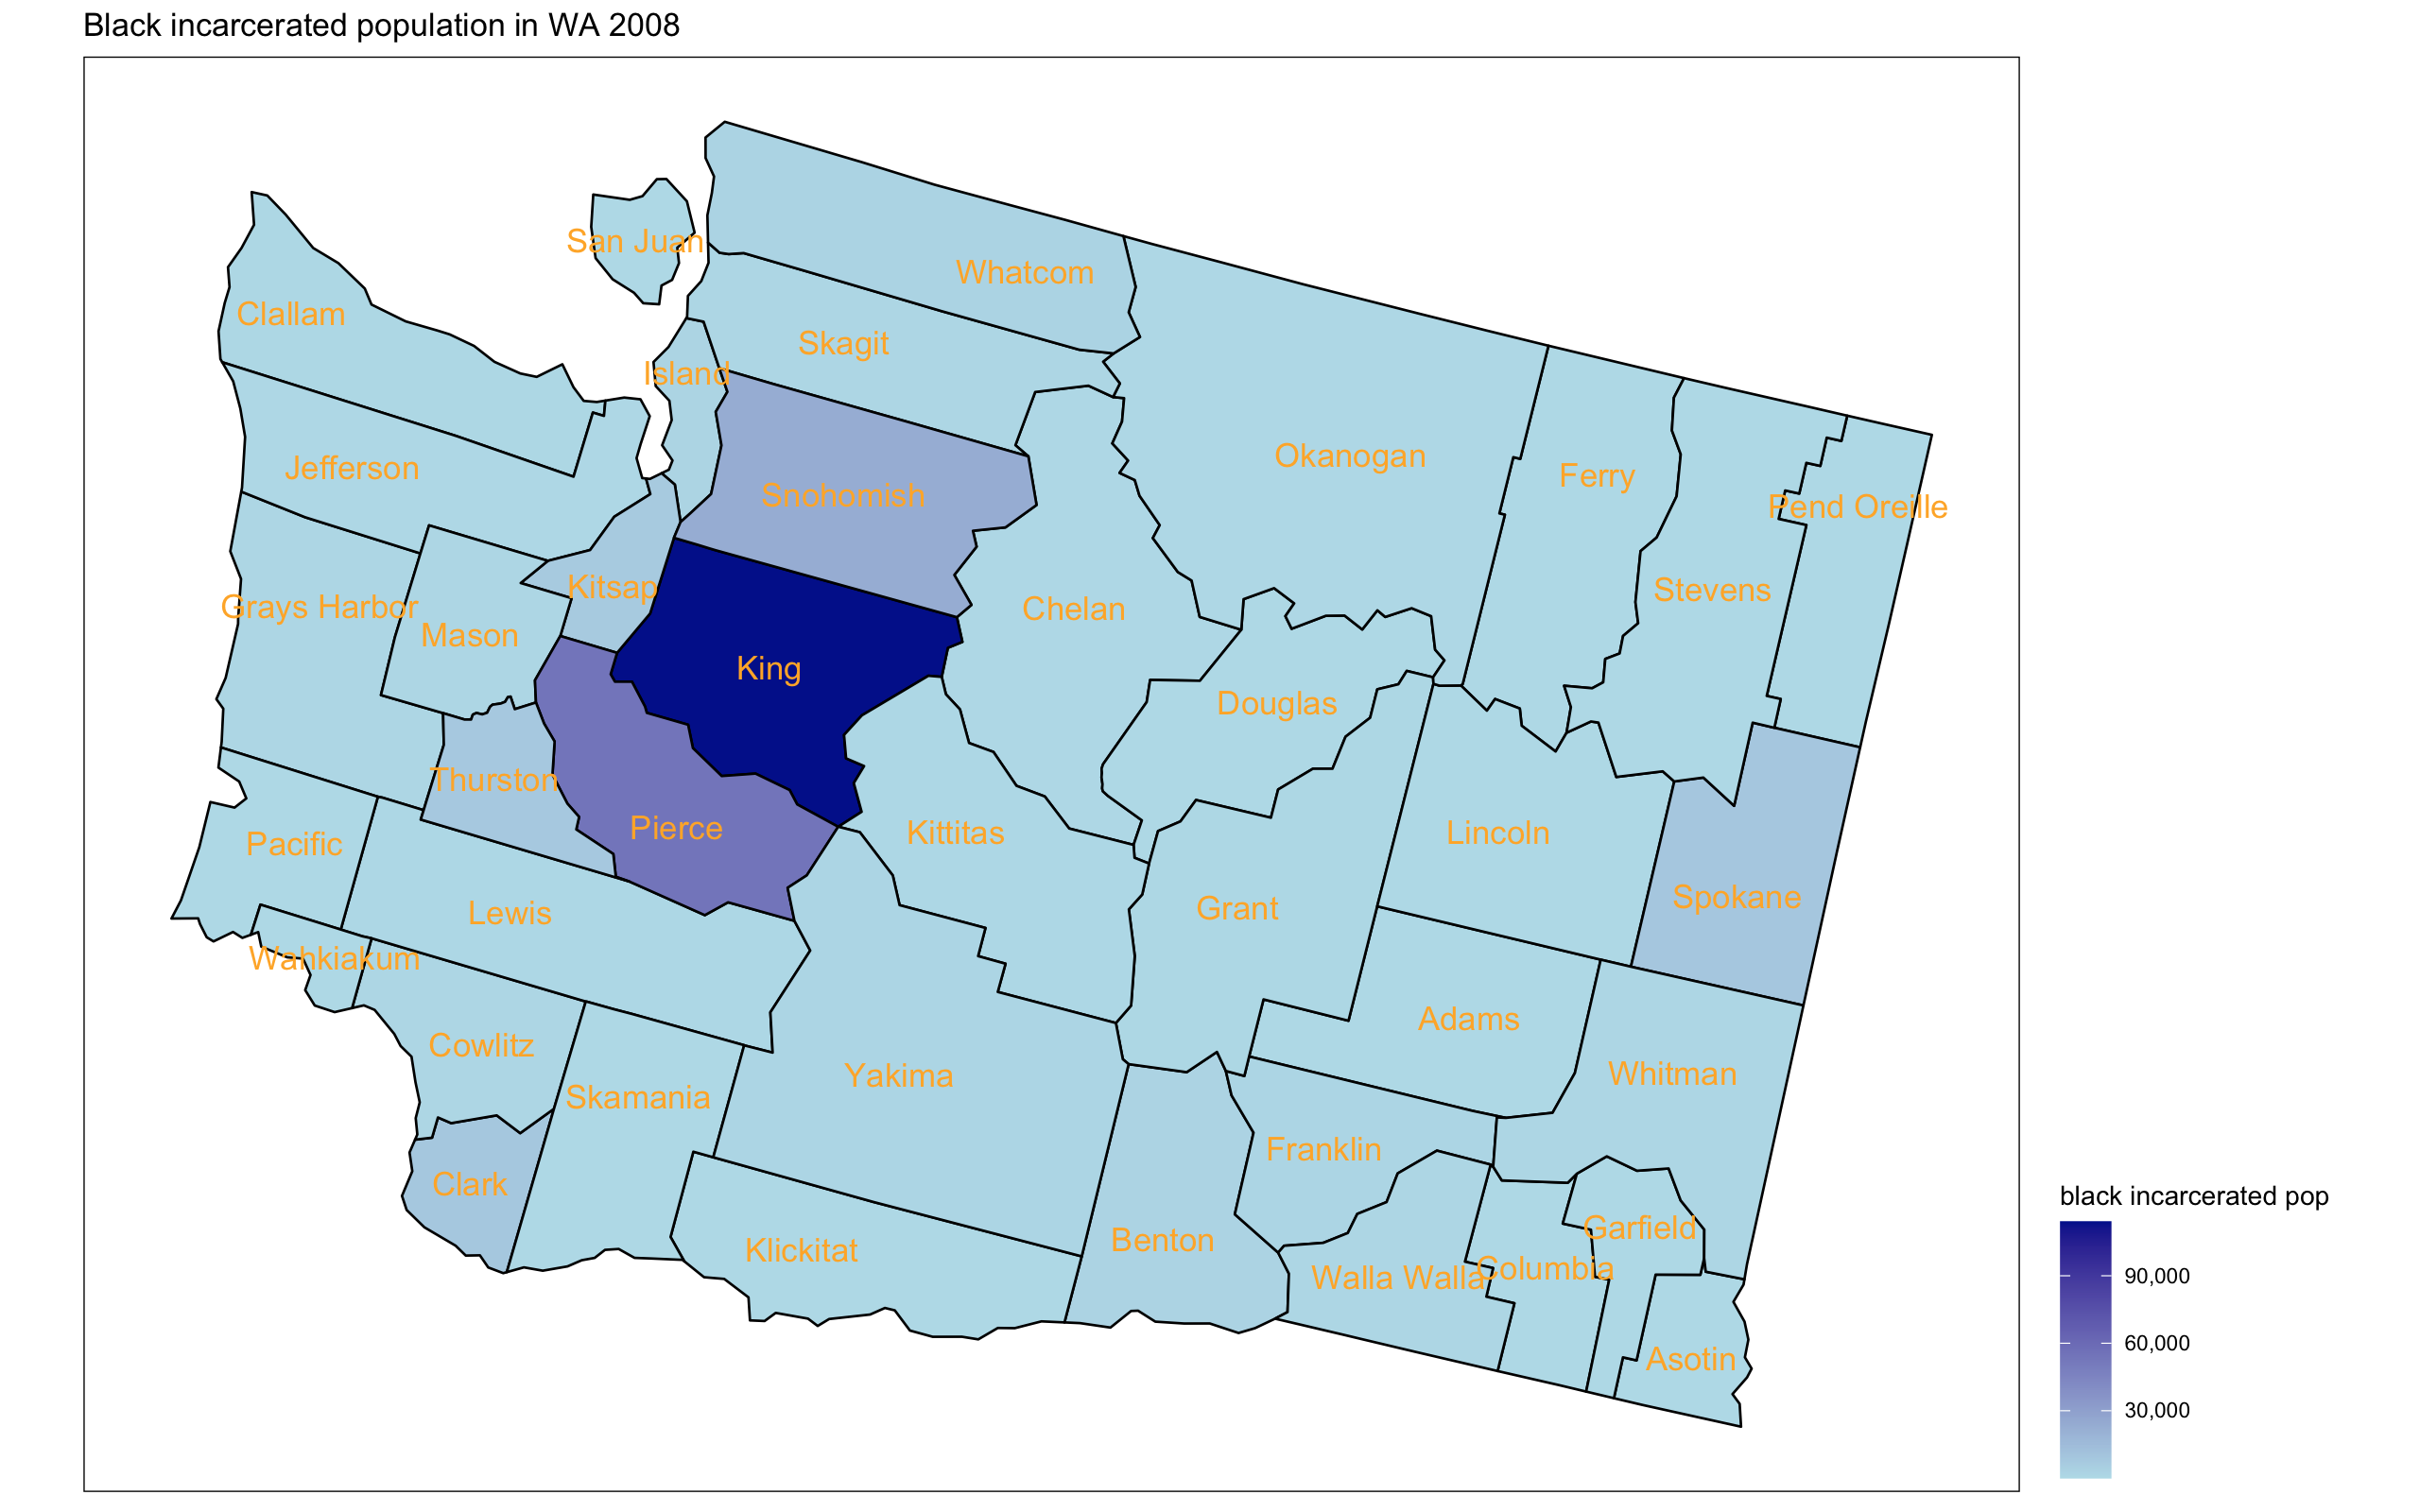 Black incarcerated population in WA 2008
San Juan
Whatcom
Clallam
Skagit
Island
Okanogan
Jefferson
Ferry
Snohomish
Pend Oreille
Kitsap
Stevens
Grays Harbor
Chelan
Mason
King
Douglas
Thurston
Pierce
Kittitas
Lincoln
Pacific
Spokane
Grant
Lewis
Wahkiakum
Adams
Cowlitz
Whitman
Yakima
Skamania
Franklin
Clark
Garfield
Benton
Klickitat
Columbia
Walla Walla
Asotin
black incarcerated pop
90,000
60,000
30,000